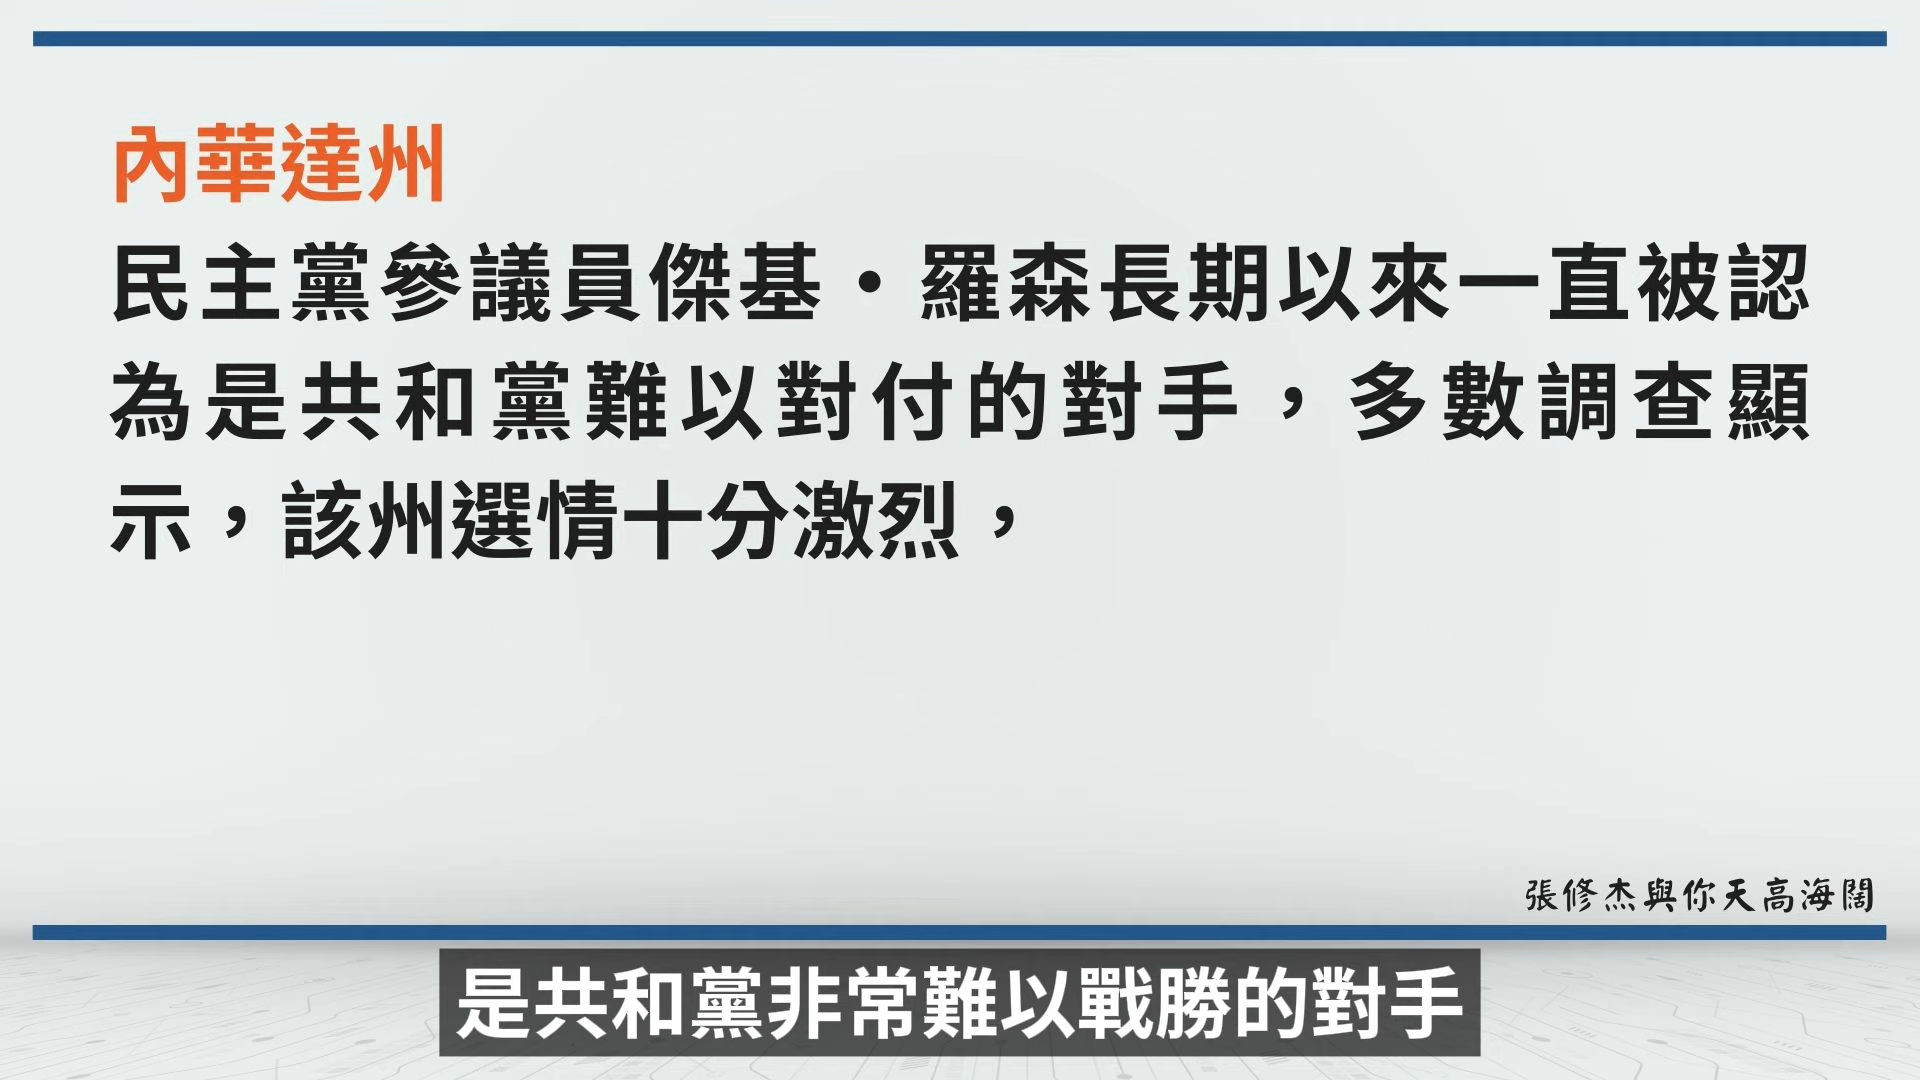 內華達州
民主黨參議員傑基·羅森長期以來一直被認
為是共和黨難以對付的對手，多數調查顯
示，該州選情十分激烈，
張修杰與你天高海闊
是共和黨非常難以戰勝的對手